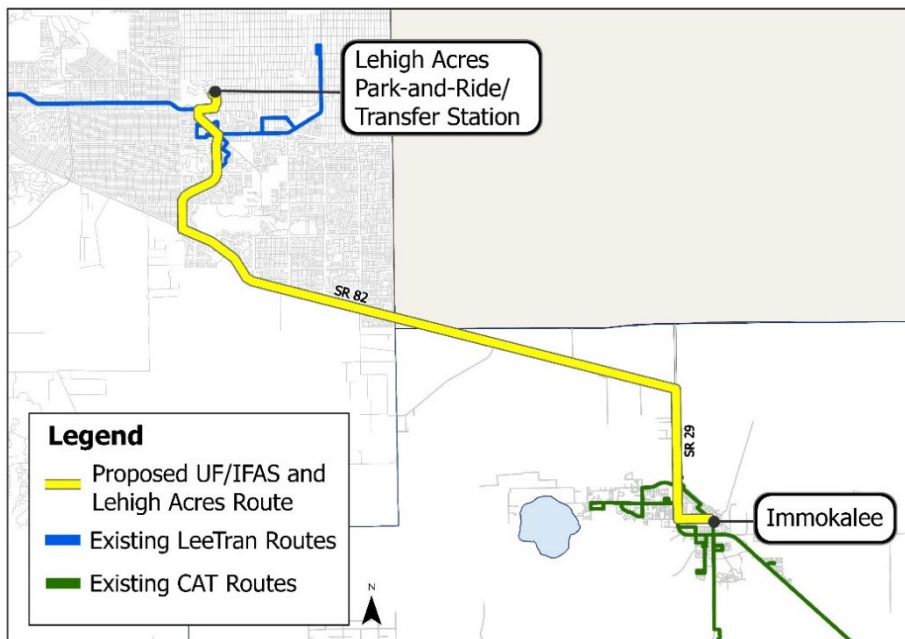 Lehigh Acres
Park-and-Ride/
Transfer Station
SR 82
SR 29
Immokalee
Legend
Proposed UF/IFAS and
Lehigh Acres Route
Existing LeeTran Routes
Existing CAT Routes
N